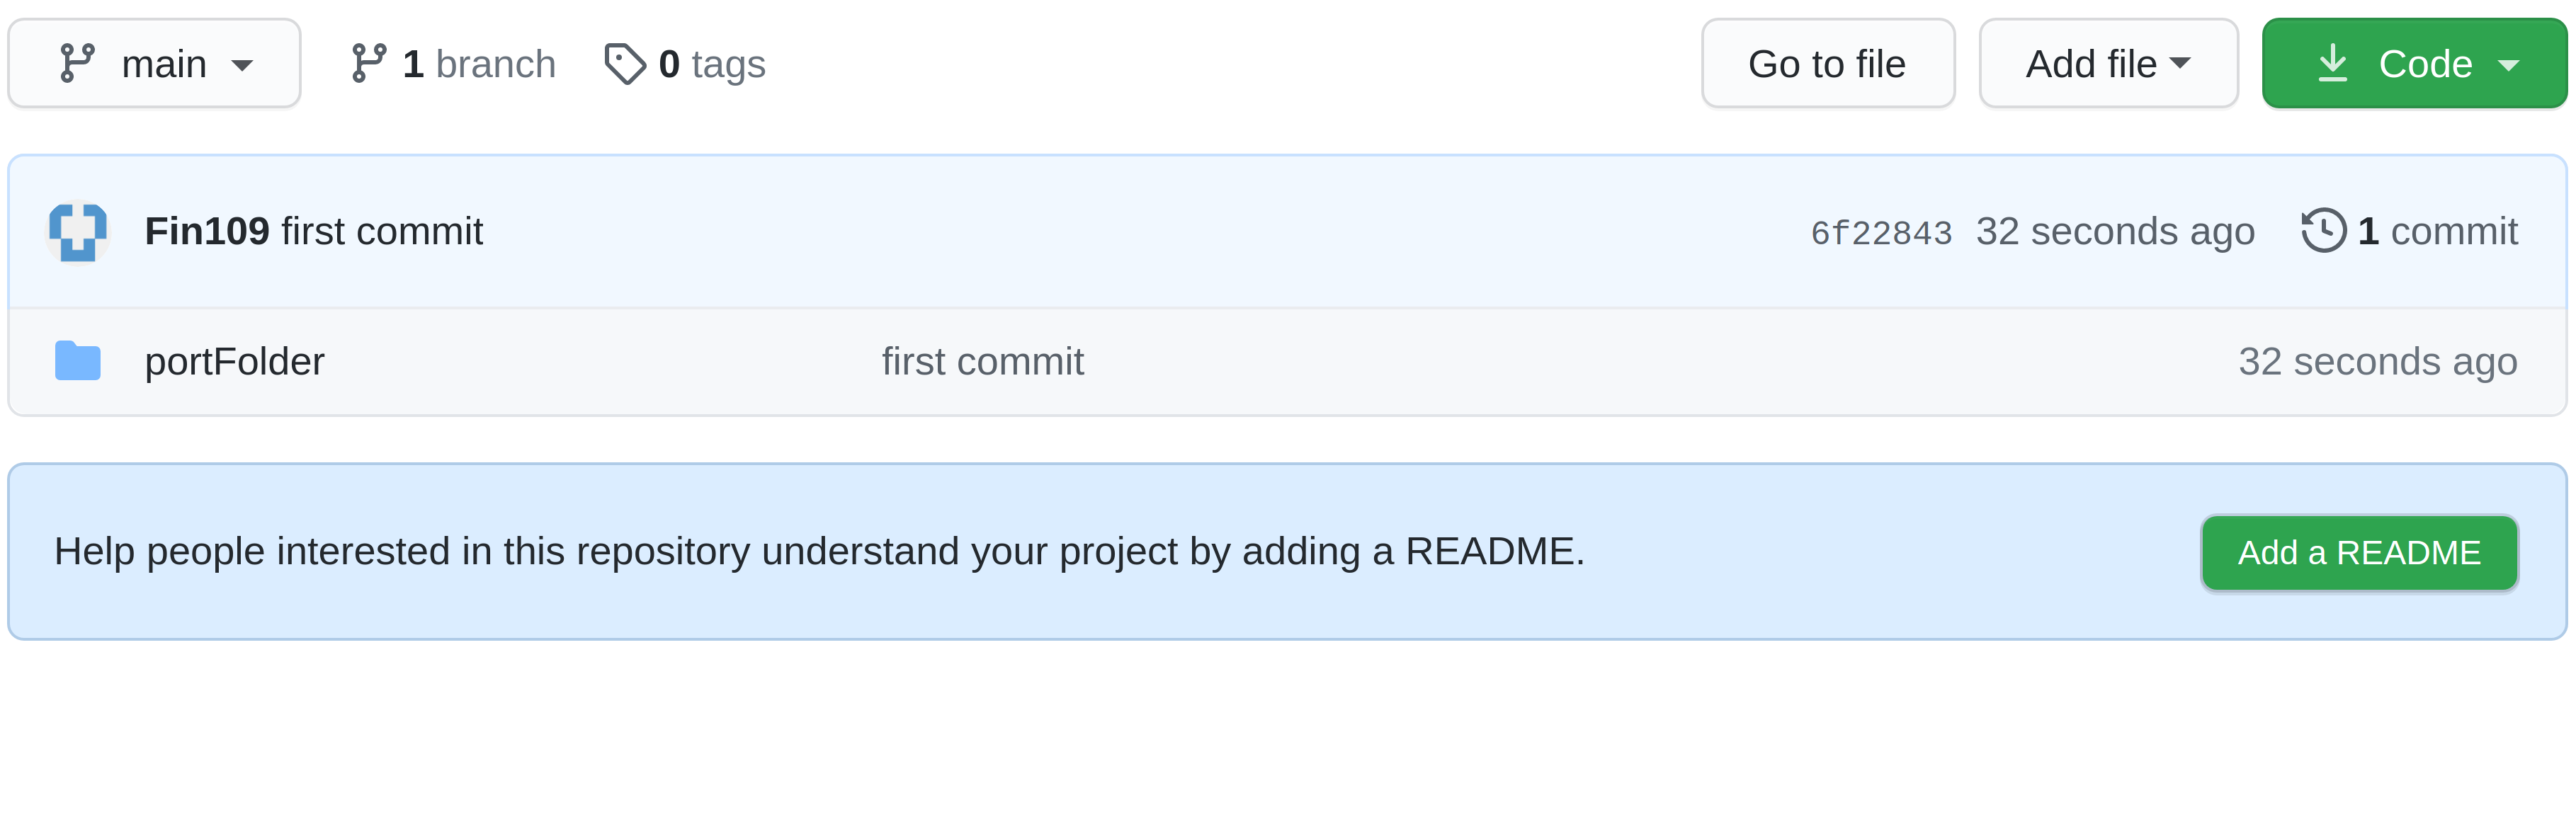 main 1 branch 0 tags Go to file Add file Code
Fin109 first commit 6f22843 32 seconds ago 1 commit
portFolder first commit 32 seconds ago
Help people interested in this repository understand your project by adding a README. Add a README